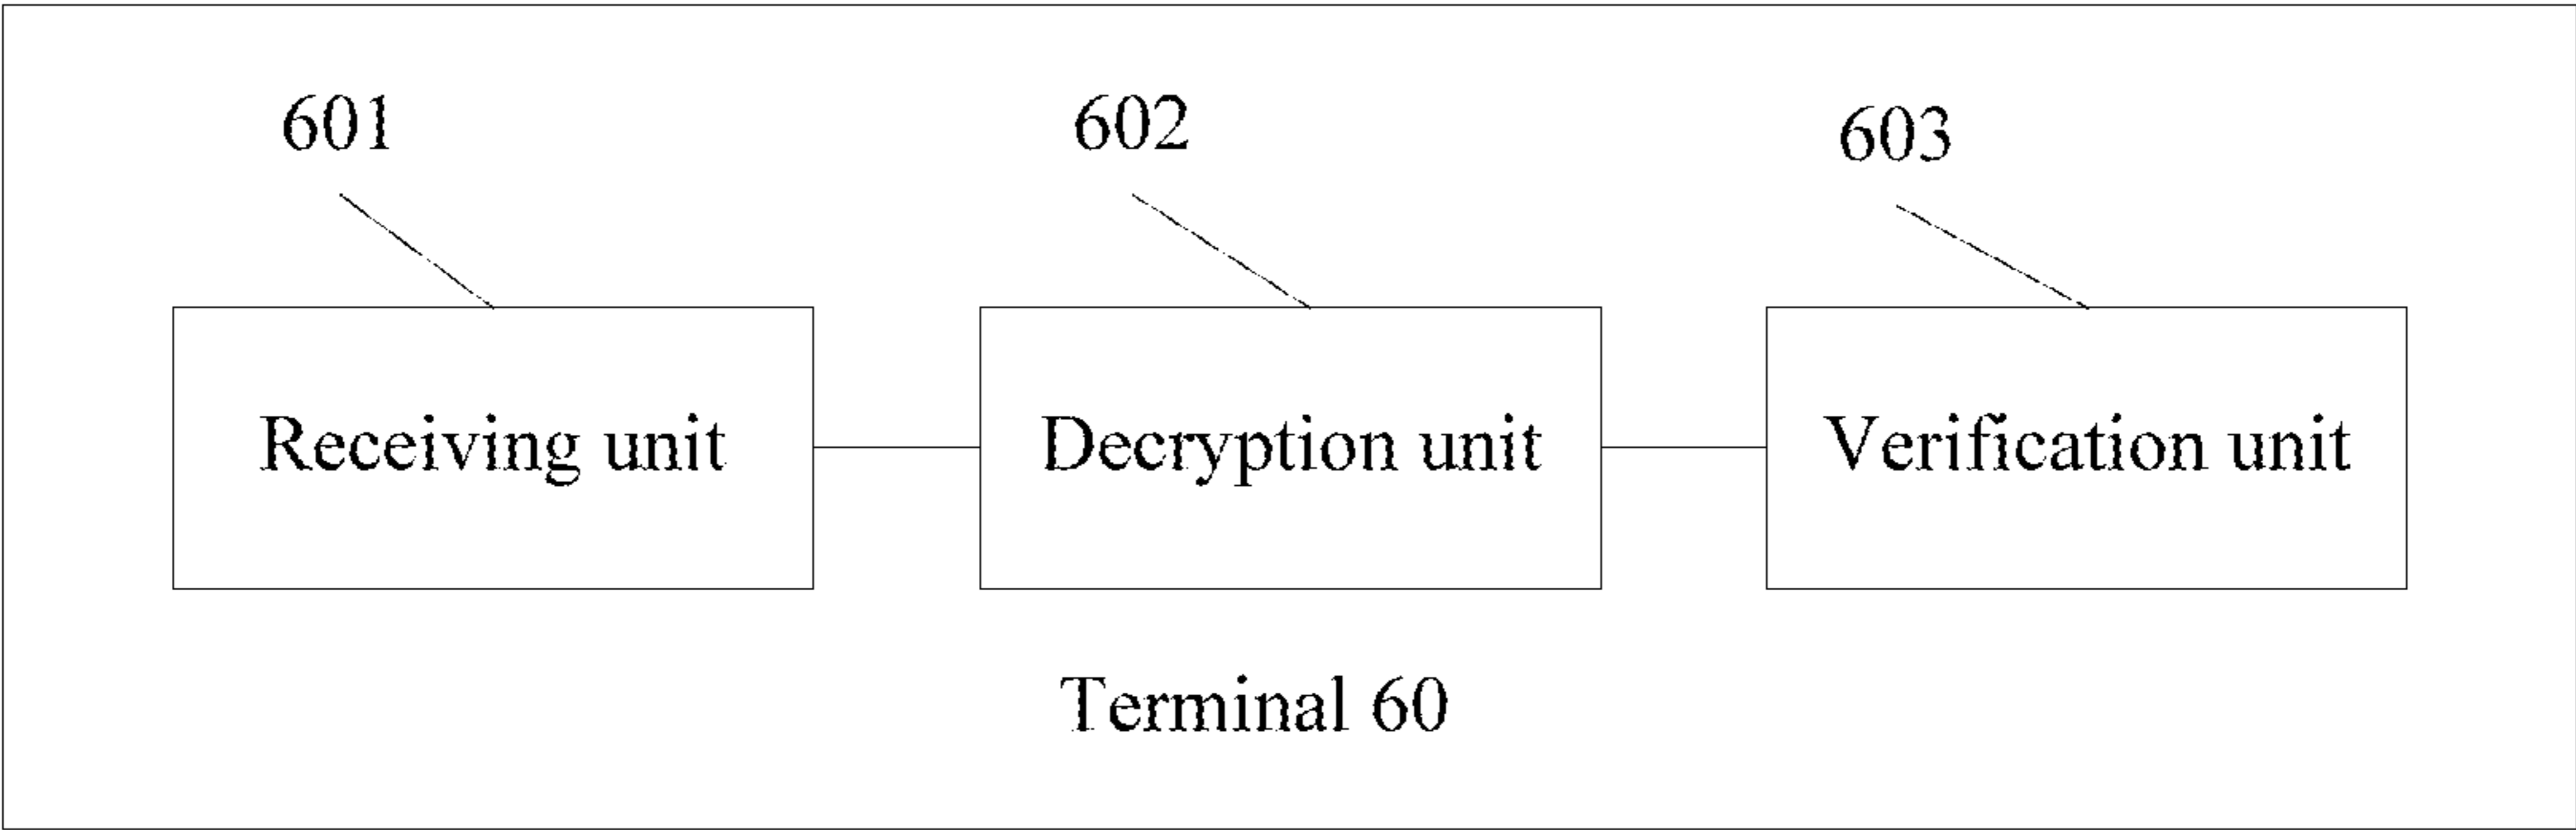 601 602 603
Receiving unit Decryption unit Verification unit
Terminal 60